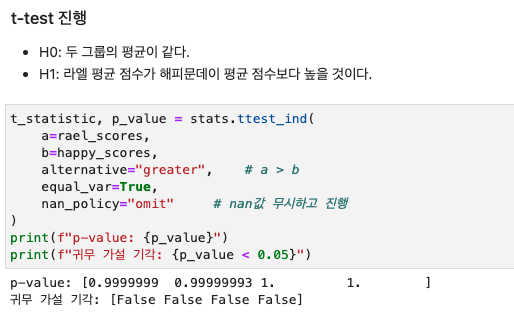 t-test 진행
• H0: 두 그룹의 평균이 같다.
• H1: 라엘 평균 점수가 해피문데이 평균 점수보다 높을 것이다.
t_statistic, p_value = stats.ttest_ind(
    a=rael_scores,
    b=happy_scores,
    alternative="greater",    # a > b
    equal_var=True,
    nan_policy="omit"     # nan값 무시하고 진행
)
print(f"p-value: {p_value}")
print(f"귀무 가설 기각: {p_value < 0.05}")
p-value: [0.9999999  0.99999993 1.         1.        ]
귀무 가설 기각: [False False False False]